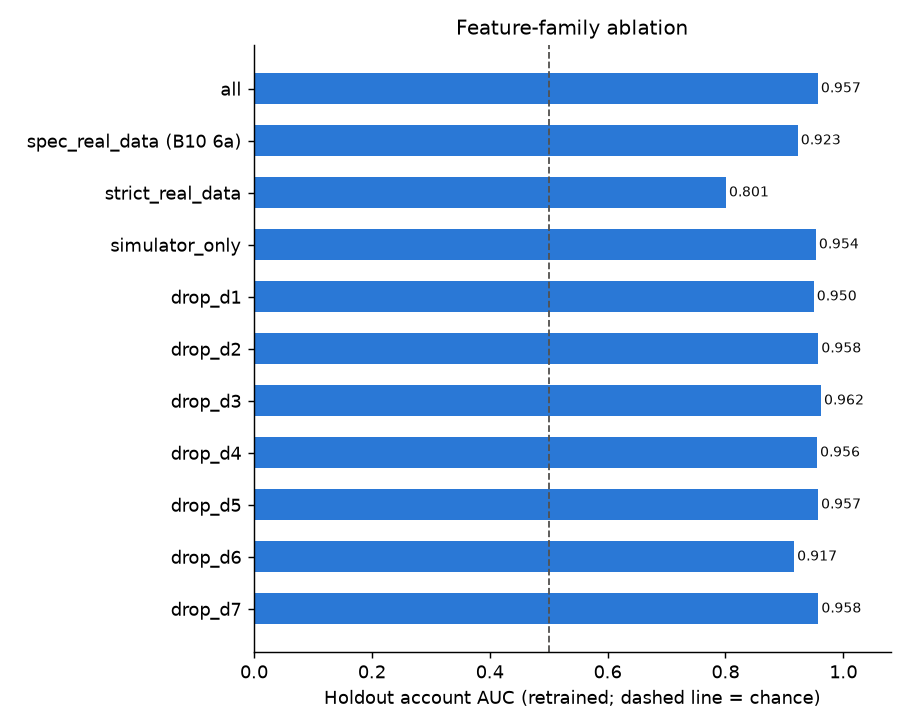 Feature-family ablation
all 0.957
spec_real_data (B10 6a) 0.923
strict_real_data 0.801
simulator_only 0.954
drop_d1 0.950
drop_d2 0.958
drop_d3 0.962
drop_d4 0.956
drop_d5 0.957
drop_d6 0.917
drop_d7 0.958
0.0 0.2 0.4 0.6 0.8 1.0
Holdout account AUC (retrained; dashed line = chance)